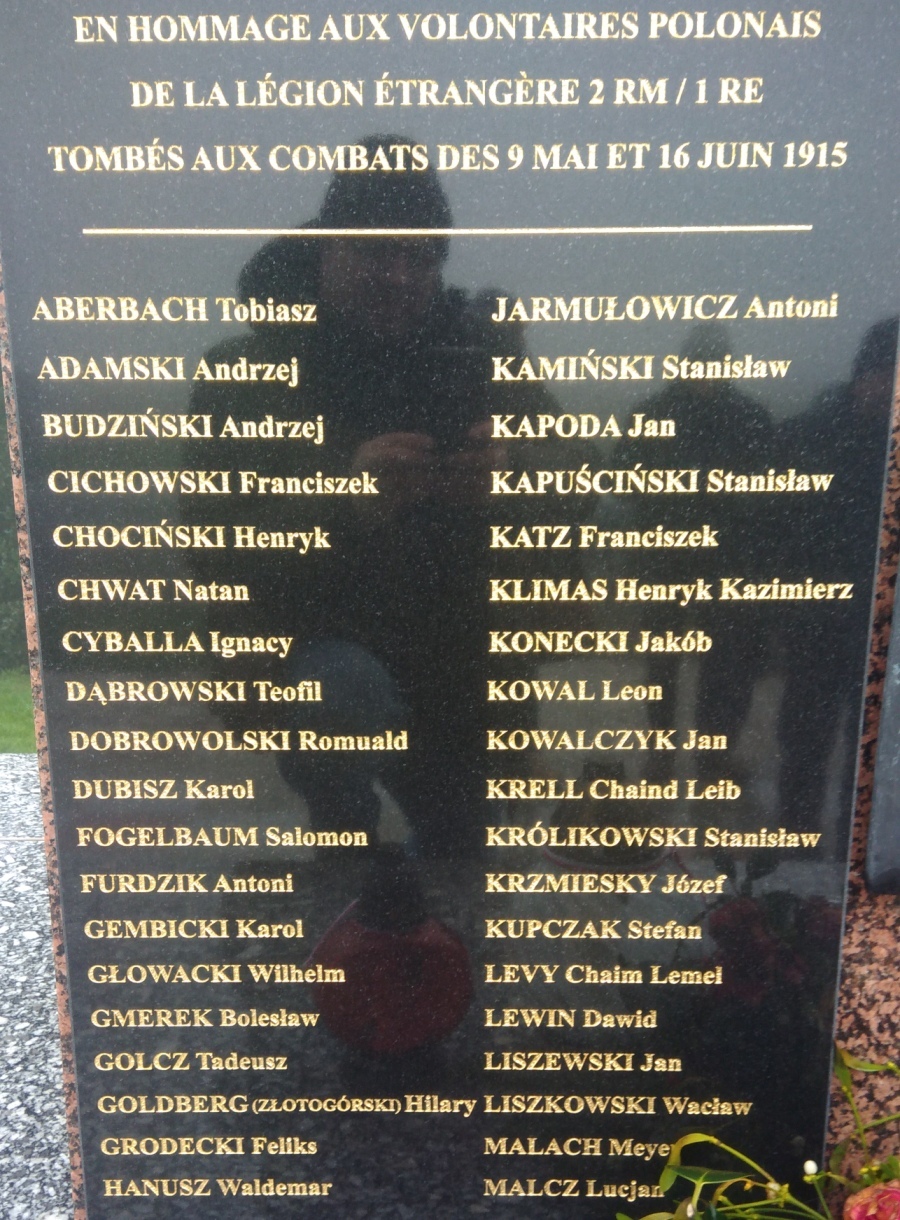 EN HOMMAGE AUX VOLONTAIRES POLONAIS
DE LA LÉGION ÉTRANGÈRE 2 RM / 1 RE
TOMBÉS AUX COMBATS DES 9 MAI ET 16 JUIN 1915
ABERBACH Tobiasz
ADAMSKI Andrzej
BUDZIŃSKI Andrzej
CICHOWSKI Franciszek
CHOCIŃSKI Henryk
CHWAT Natan
CYBALLA Ignacy
DĄBROWSKI Teofil
DOBROWOLSKI Romuald
DUBISZ Karol
FOGELBAUM Salomon
FURDZIK Antoni
GEMBICKI Karol
GŁOWACKI Wilhelm
GMEREK Bolesław
GOLCZ Tadeusz
GOLDBERG (ZŁOTOGÓRSKI) Hilary
GRODECKI Feliks
HANUSZ Waldemar
JARMUŁOWICZ Antoni
KAMIŃSKI Stanisław
KAPODA Jan
KAPUŚCIŃSKI Stanisław
KATZ Franciszek
KLIMAS Henryk Kazimierz
KONECKI Jakób
KOWAL Leon
KOWALCZYK Jan
KRELL Chaind Leib
KRÓLIKOWSKI Stanisław
KRZMIESKY Józef
KUPCZAK Stefan
LEVY Chaim Lemel
LEWIN Dawid
LISZEWSKI Jan
LISZKOWSKI Wacław
MALACH Meyer
MALCZ Lucjan